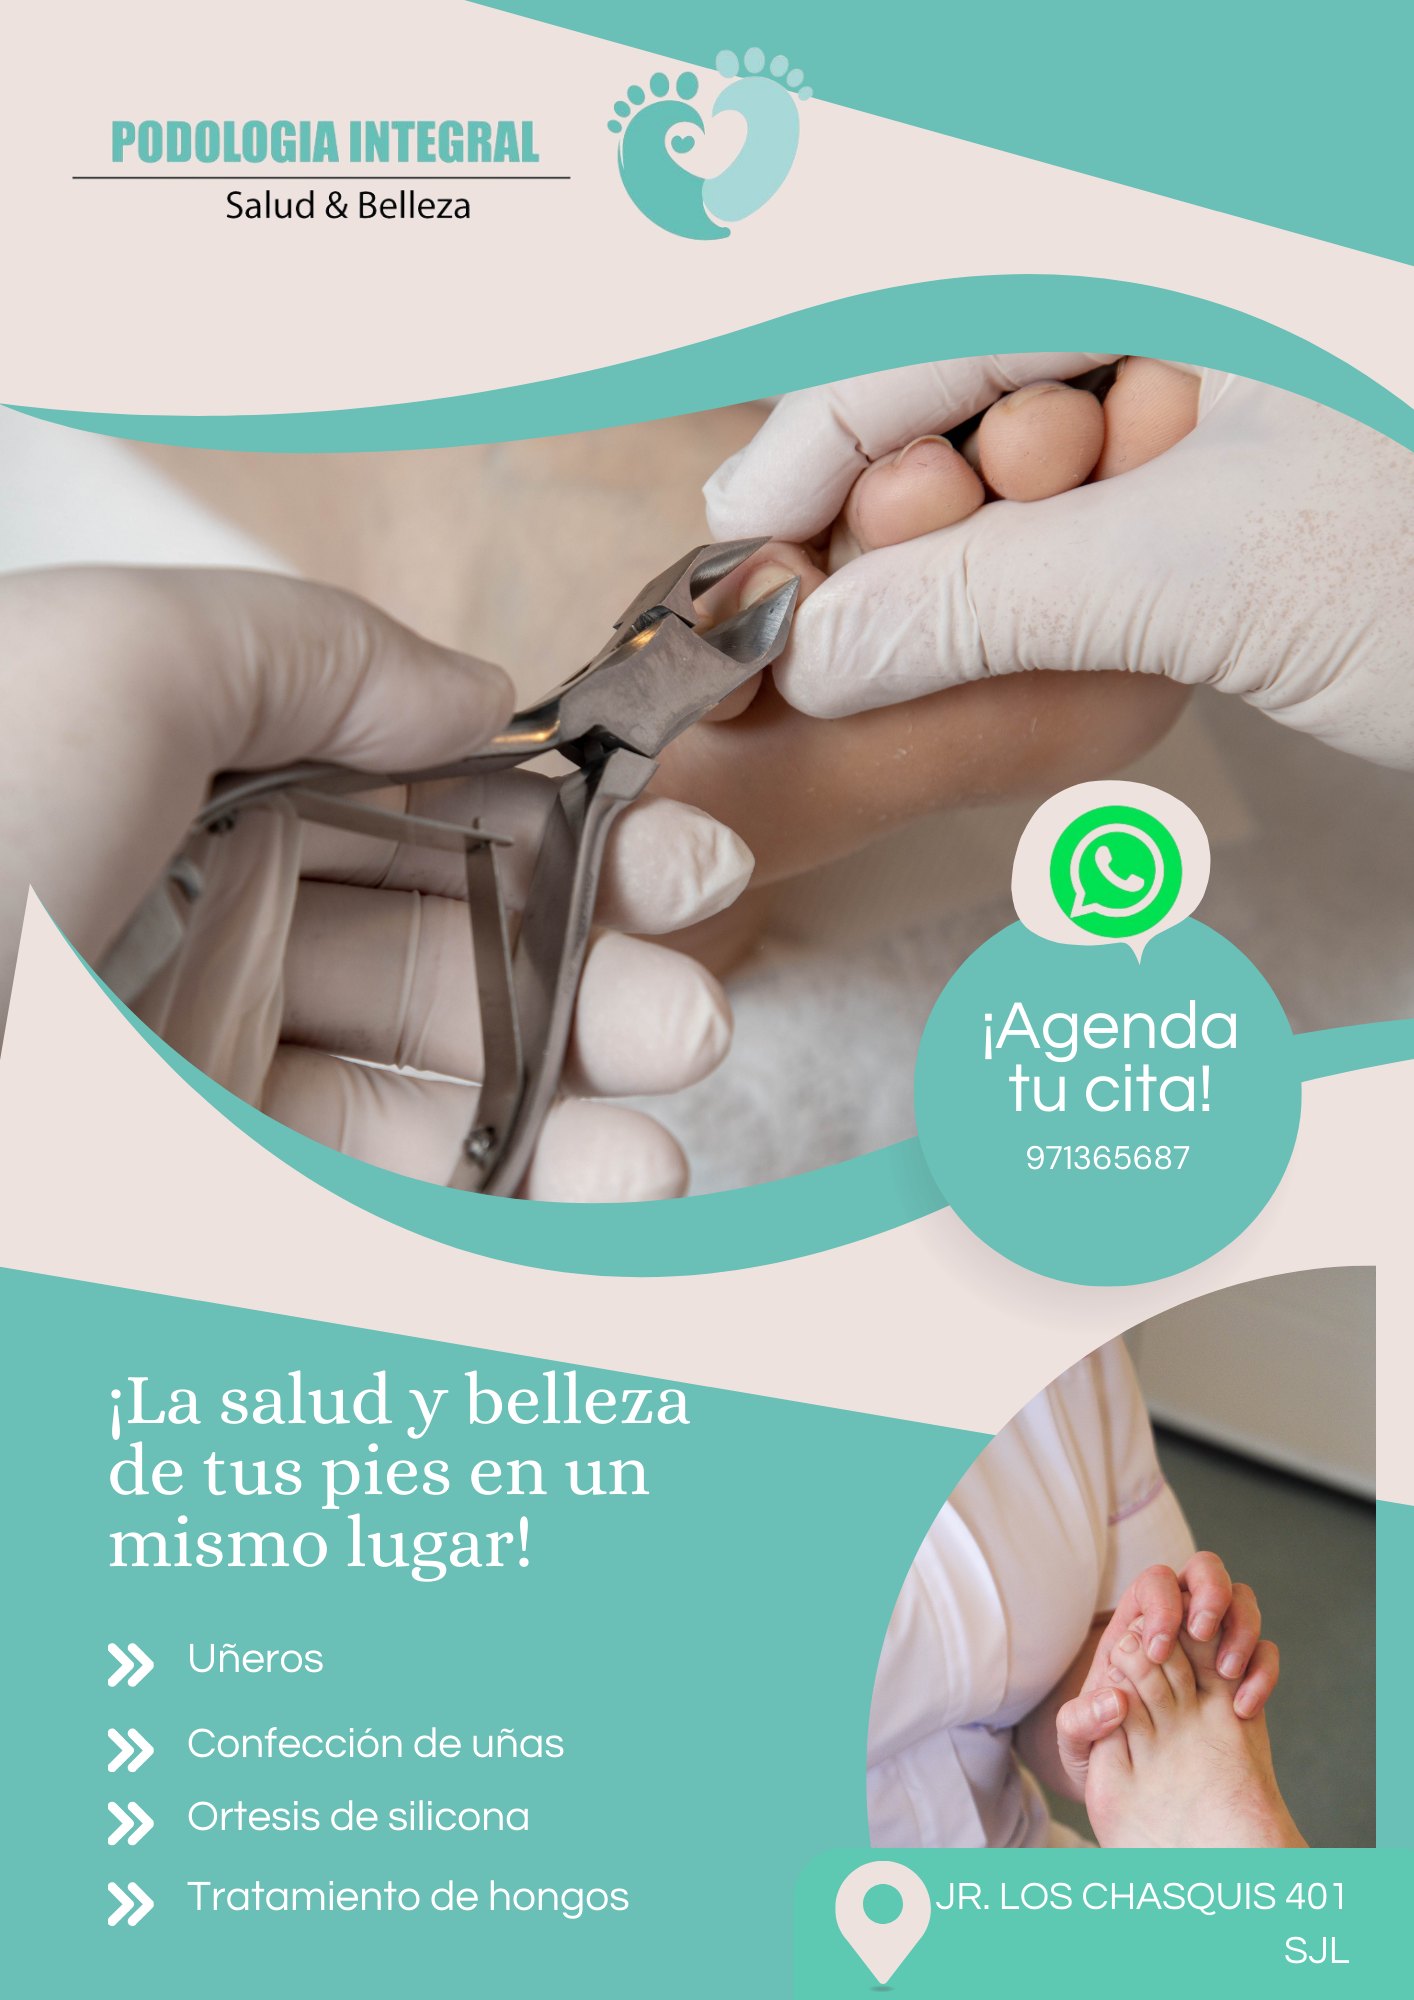 PODOLOGIA INTEGRAL
Salud & Belleza
¡Agenda
tu cita!
971365687
¡La salud y belleza
de tus pies en un
mismo lugar!
Uñeros
Confección de uñas
Ortesis de silicona
Tratamiento de hongos
JR. LOS CHASQUIS 401
SJL